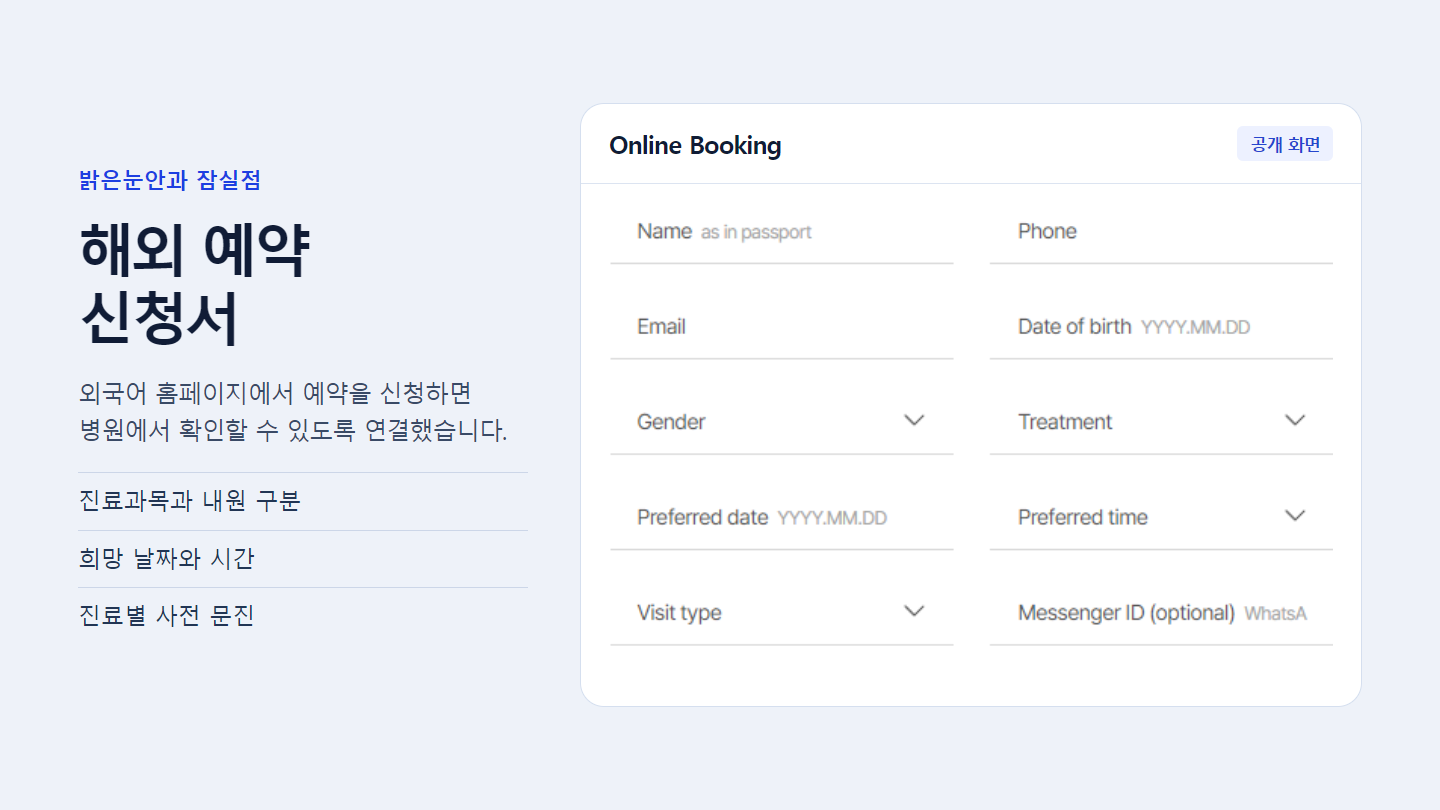 밝은눈안과 잠실점
해외 예약
신청서
외국어 홈페이지에서 예약을 신청하면
병원에서 확인할 수 있도록 연결했습니다.
진료과목과 내원 구분
희망 날짜와 시간
진료별 사전 문진
Online Booking
공개 화면
Name as in passport
Phone
Email
Date of birth YYYY.MM.DD
Gender
Treatment
Preferred date YYYY.MM.DD
Preferred time
Visit type
Messenger ID (optional) WhatsA